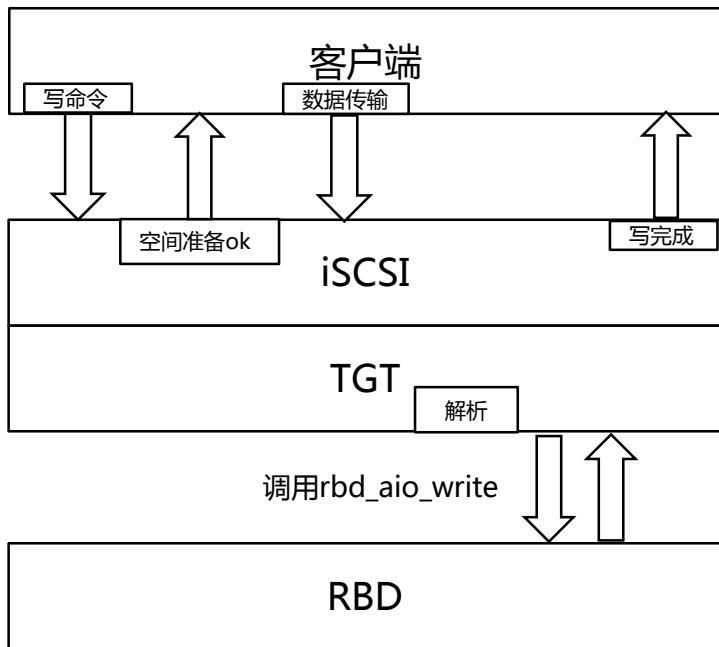 客户端
写命令
数据传输
空间准备ok
写完成
iSCSI
TGT
解析
调用rbd_aio_write
RBD